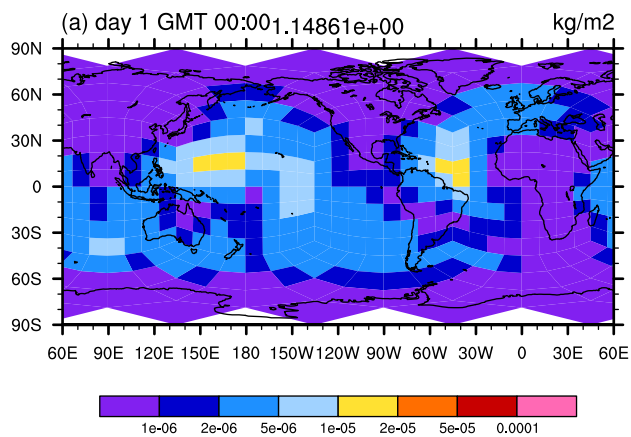 (a) day 1 GMT 00:00 1.14861e+00 kg/m2
90N
60N
30N
0
30S
60S
90S
60E 90E 120E 150E 180 150W 120W 90W 60W 30W 0 30E 60E
1e-06 2e-06 5e-06 1e-05 2e-05 5e-05 0.0001